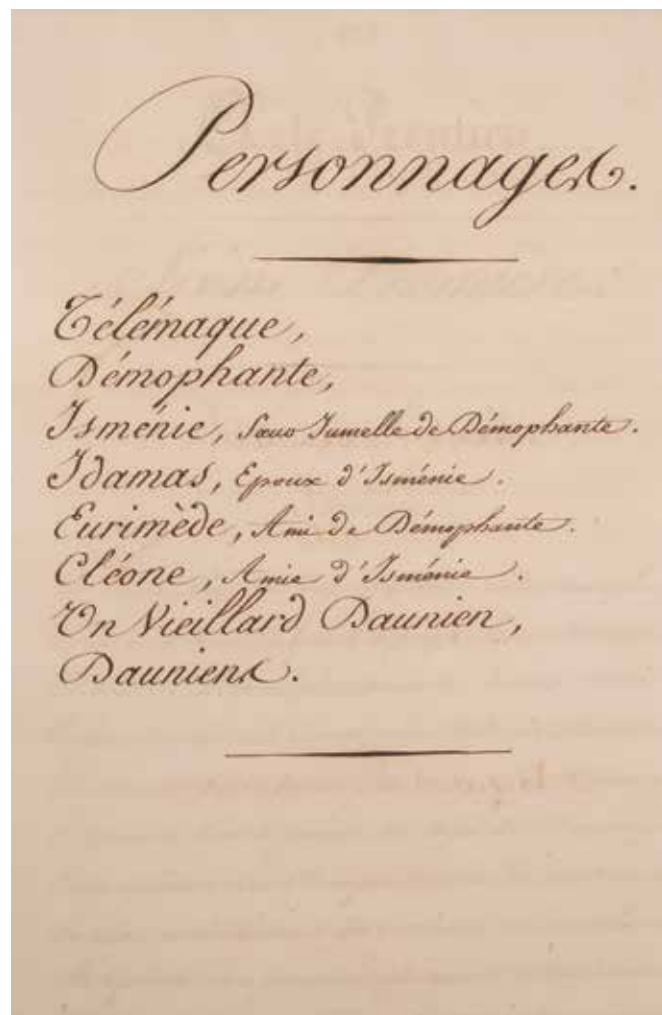 Personnages.
Télémaque,
Démophante,
Isménie, Sœur Jumelle de Démophante.
Idamas, Epoux d'Isménie.
Eurimède, Ami de Démophante.
Cléone, Amie d'Isménie.
Un Vieillard Daunien,
Dauniens.